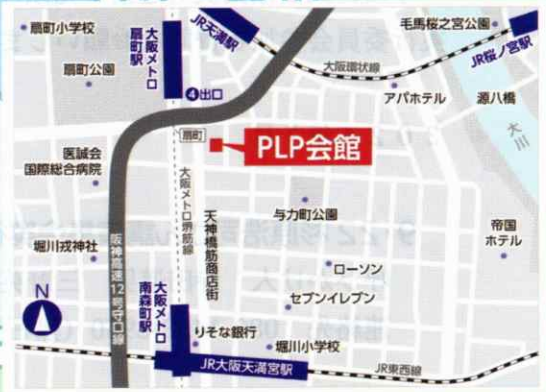 扇町小学校
大阪メトロ
扇町駅
JR天満駅
毛馬桜之宮公園
JR桜ノ宮駅
大阪環状線
扇町公園
❹出口
アパホテル
源八橋
大川
扇町
PLP会館
医誠会
国際総合病院
大阪メトロ堺筋線
天神橋筋商店街
与力町公園
帝国
ホテル
堀川戎神社
阪神高速12号守口線
ローソン
セブンイレブン
N
大阪メトロ
南森町駅
りそな銀行
堀川小学校
JR大阪天満宮駅
JR東西線